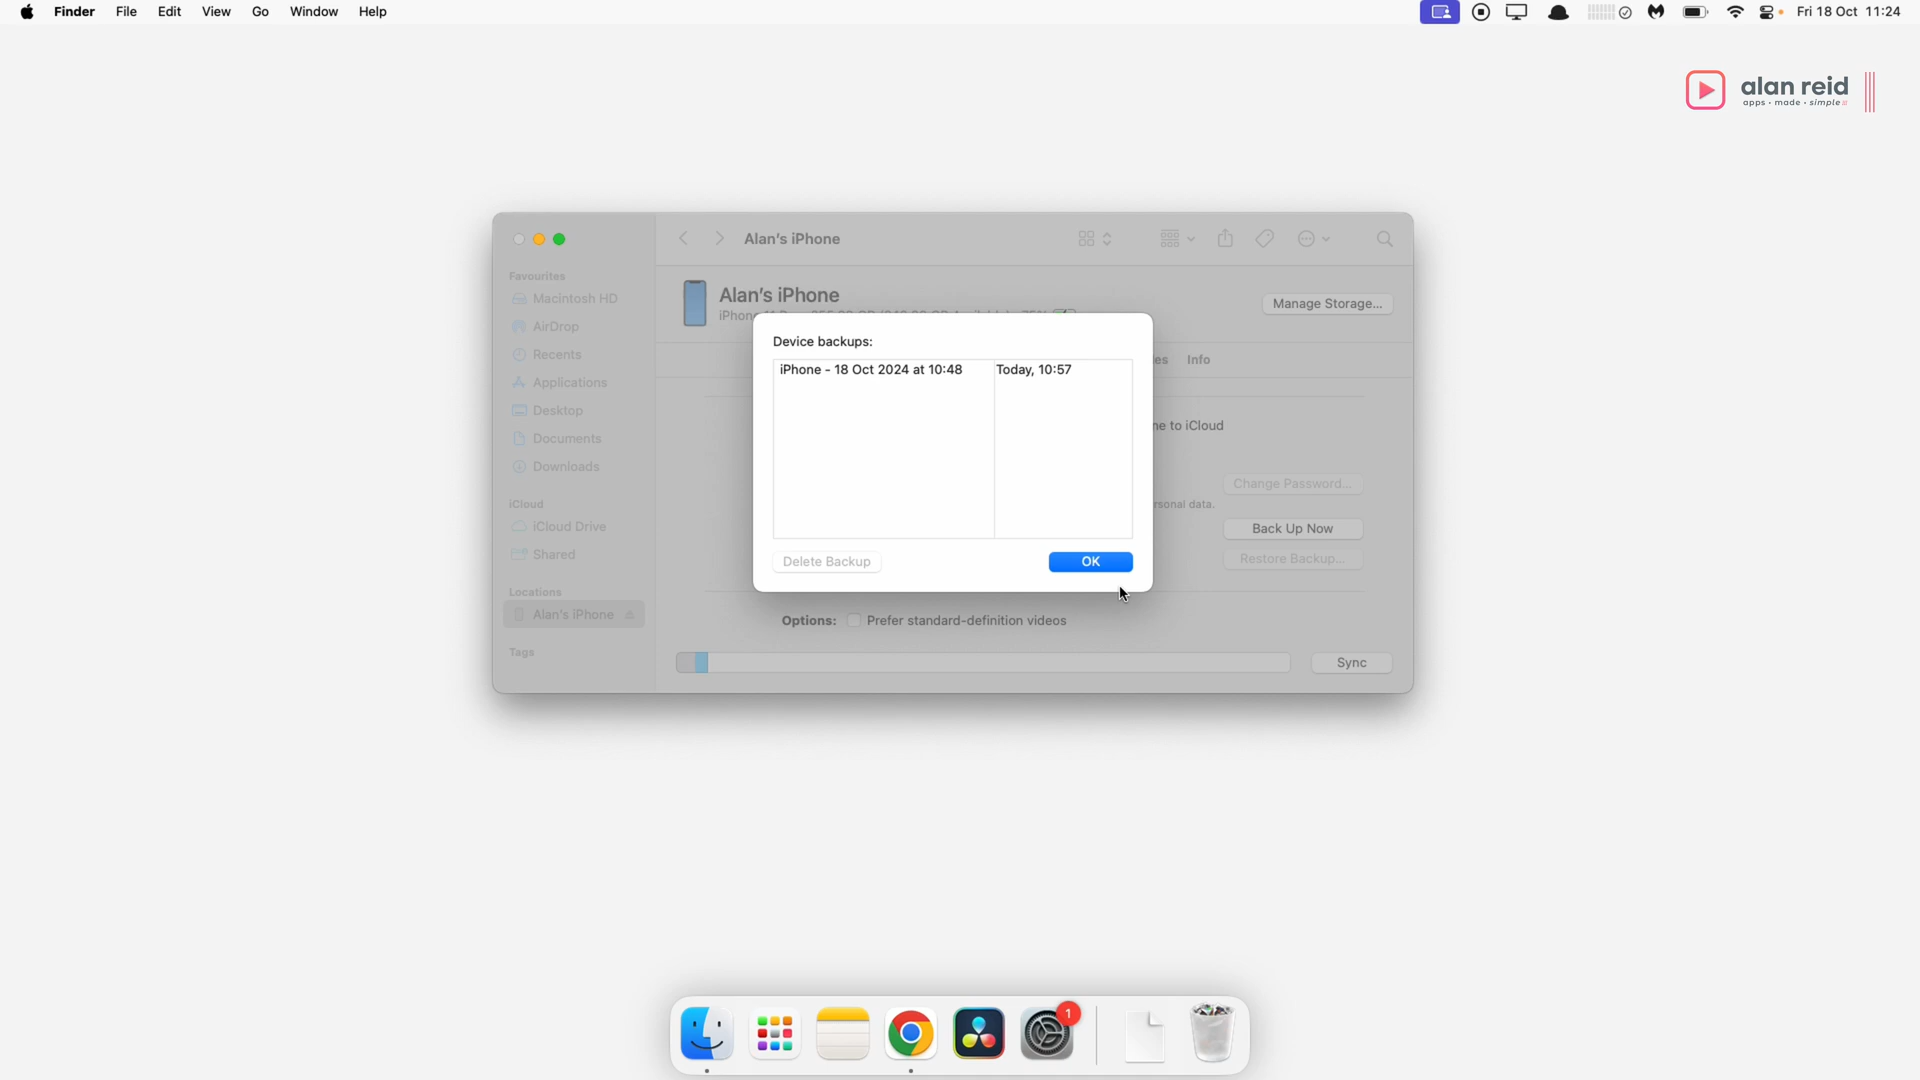 Finder File Edit View Go Window Help
Fri 18 Oct 11:24
alan reid
apps • made • simple
Alan's iPhone
Favourites
Macintosh HD
AirDrop
Recents
Applications
Desktop
Documents
Downloads
iCloud
iCloud Drive
Shared
Locations
Alan's iPhone
Tags
Alan's iPhone
Manage Storage...
Info
ne to iCloud
Change Password...
rsonal data.
Back Up Now
Restore Backup...
Device backups:
iPhone - 18 Oct 2024 at 10:48 Today, 10:57
Delete Backup OK
Options: Prefer standard-definition videos
Sync
1